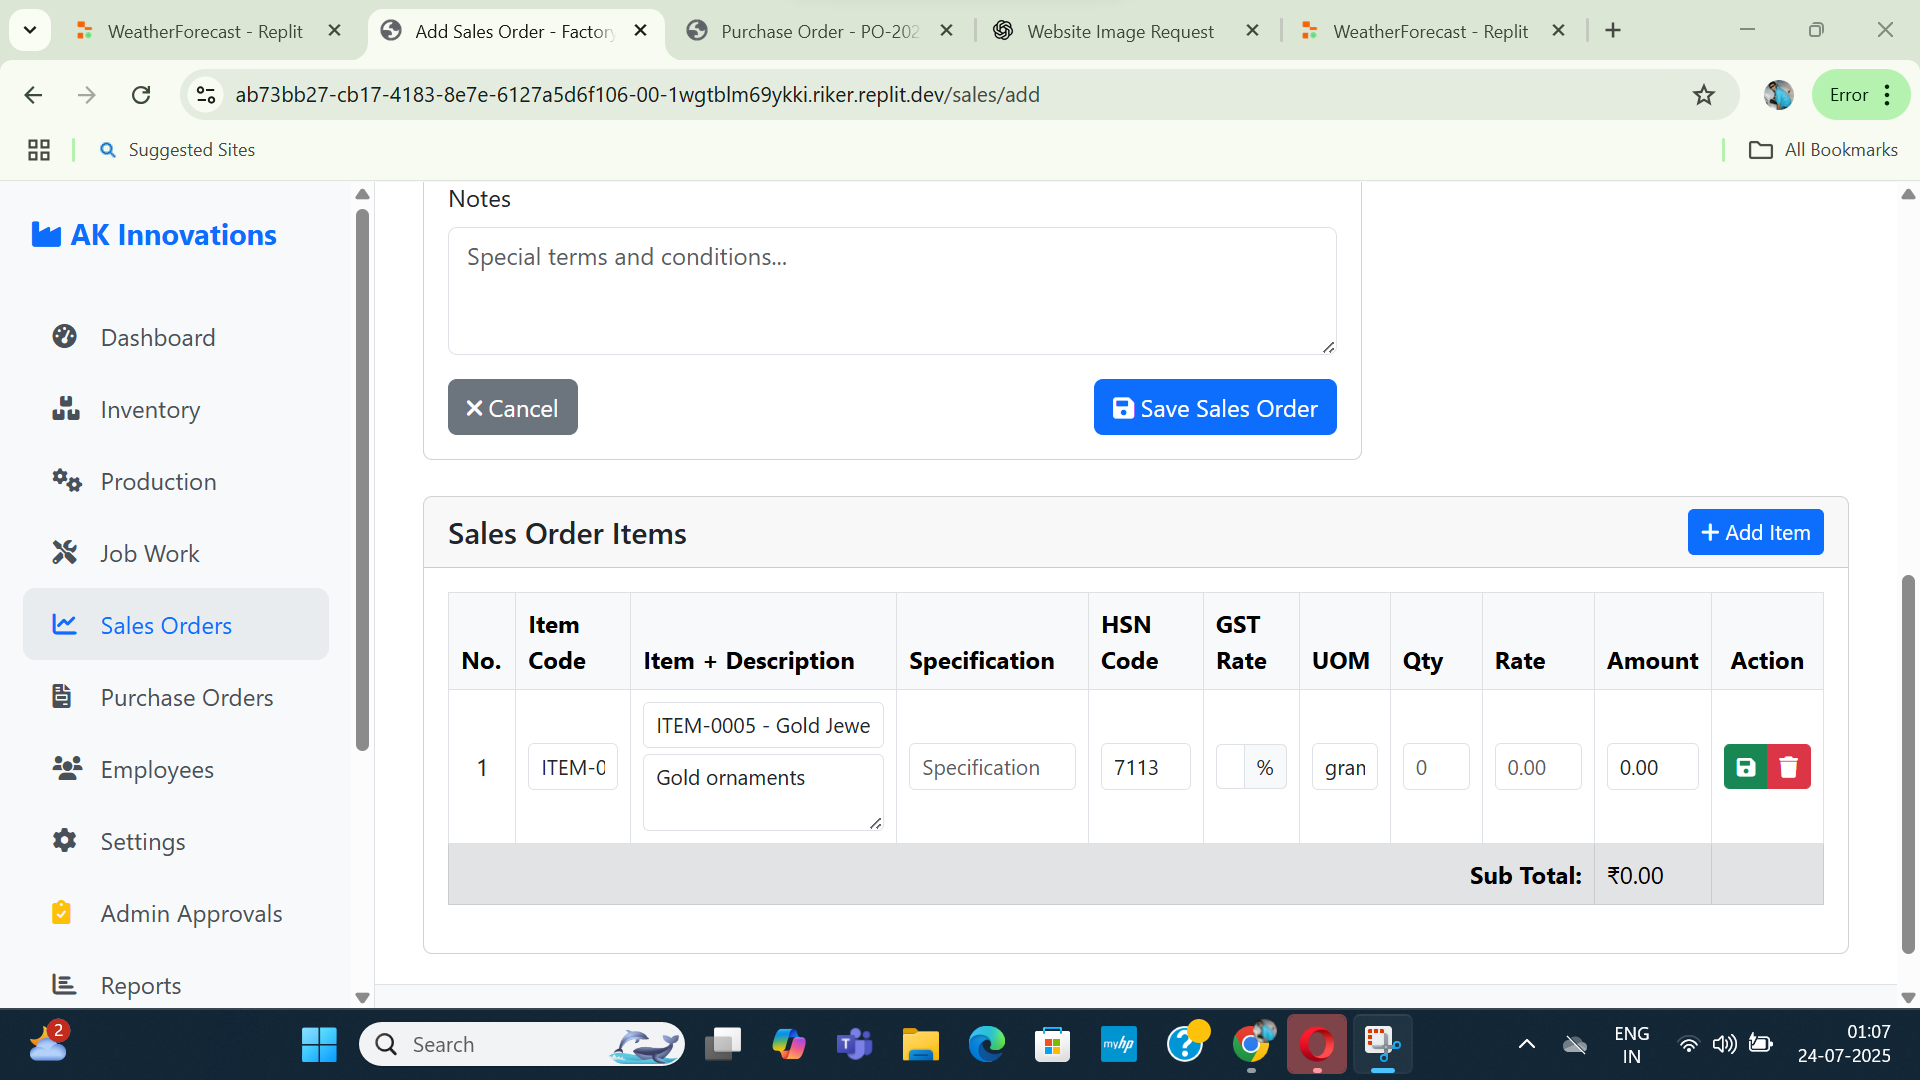 WeatherForecast - Replit
Add Sales Order - Factor
Purchase Order - PO-202
Website Image Request
WeatherForecast - Replit
ab73bb27-cb17-4183-8e7e-6127a5d6f106-00-1wgtblm69ykki.riker.replit.dev/sales/add
Error
Suggested Sites
All Bookmarks
AK Innovations
Dashboard
Inventory
Production
Job Work
Sales Orders
Purchase Orders
Employees
Settings
Admin Approvals
Reports
Notes
Special terms and conditions...
Cancel
Save Sales Order
Sales Order Items
Add Item
No.
Item
Code
Item + Description
Specification
HSN
Code
GST
Rate
UOM
Qty
Rate
Amount
Action
1
ITEM-0
ITEM-0005 - Gold Jewe
Gold ornaments
Specification
7113
%
gran
0
0.00
0.00
Sub Total:
₹0.00
2
Search
T
myhp
?
ENG
IN
01:07
24-07-2025